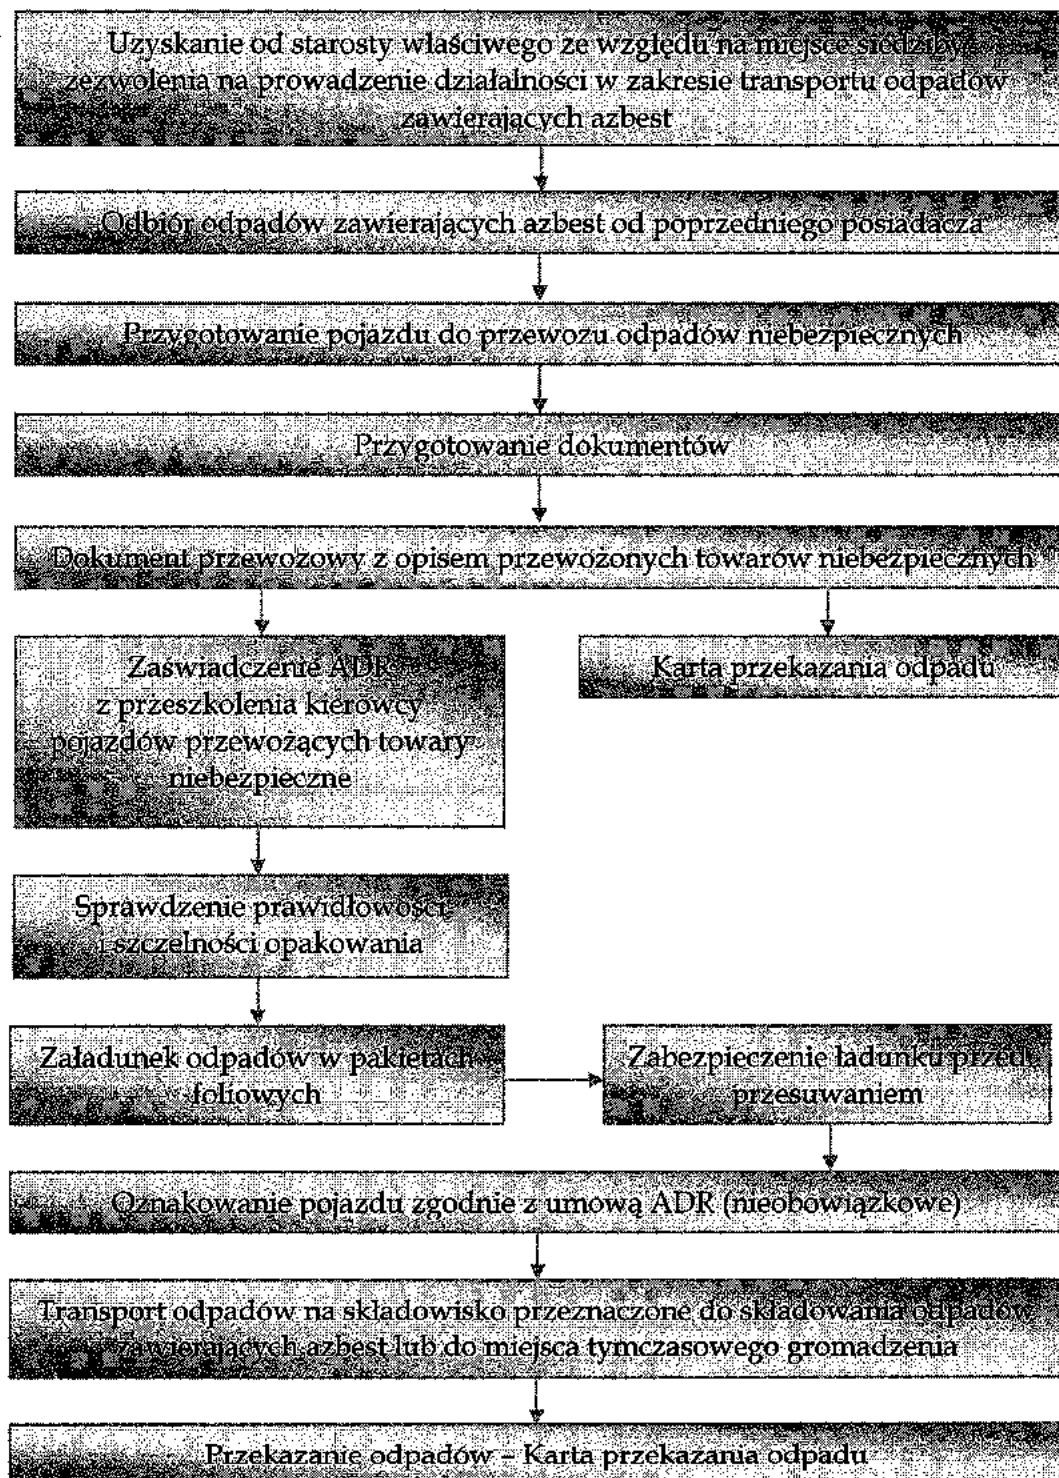 Uzyskanie od starosty właściwego ze względu na miejsce siedziby
zezwolenia na prowadzenie działalności w zakresie transportu odpadów
zawierających azbest
Odbiór odpadów zawierających azbest od poprzedniego posiadacza
Przygotowanie pojazdu do przewozu odpadów niebezpiecznych
Przygotowanie dokumentów
Dokument przewozowy z opisem przewożonych towarów niebezpiecznych
Zaświadczenie ADR
z przeszkolenia kierowcy
pojazdów przewożących towary
niebezpieczne
Karta przekazania odpadu
Sprawdzenie prawidłowości
i szczelności opakowania
Załadunek odpadów w pakietach
foliowych
Zabezpieczenie ładunku przed
przesuwaniem
Oznakowanie pojazdu zgodnie z umową ADR (nieobowiązkowe)
Transport odpadów na składowisko przeznaczone do składowania odpadów
zawierających azbest lub do miejsca tymczasowego gromadzenia
Przekazanie odpadów – Karta przekazania odpadu